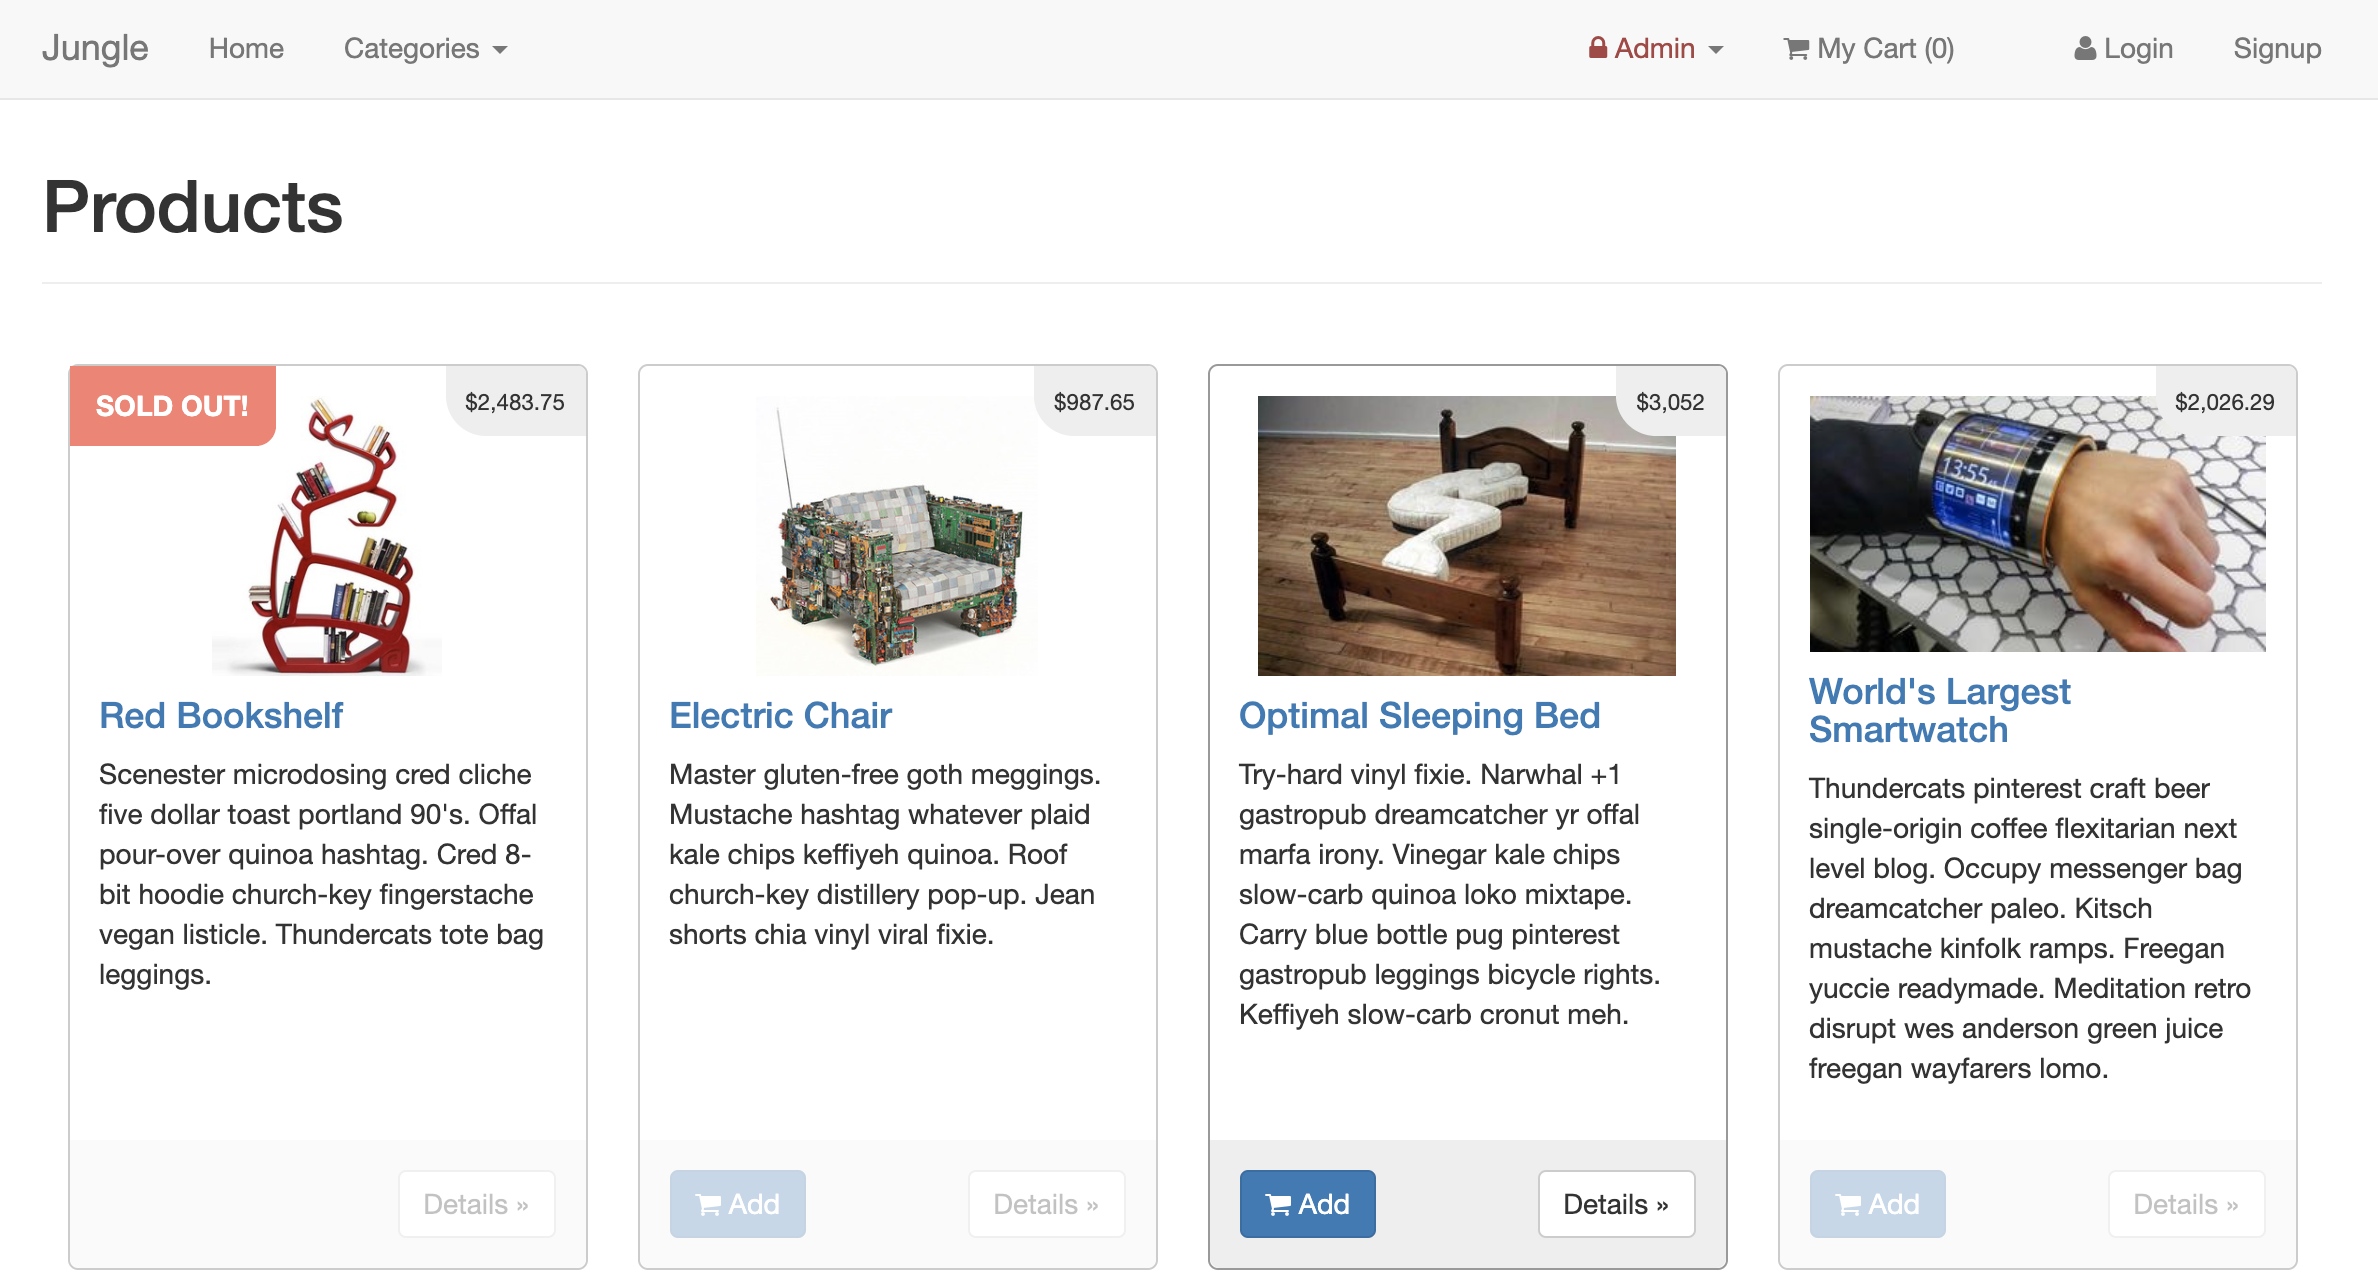 Jungle Home Categories Admin My Cart (0) Login Signup
Products
SOLD OUT!
$2,483.75
Red Bookshelf
Scenester microdosing cred cliche
five dollar toast portland 90's. Offal
pour-over quinoa hashtag. Cred 8-
bit hoodie church-key fingerstache
vegan listicle. Thundercats tote bag
leggings.
Details »
$987.65
Electric Chair
Master gluten-free goth meggings.
Mustache hashtag whatever plaid
kale chips keffiyeh quinoa. Roof
church-key distillery pop-up. Jean
shorts chia vinyl viral fixie.
Add
Details »
$3,052
Optimal Sleeping Bed
Try-hard vinyl fixie. Narwhal +1
gastropub dreamcatcher yr offal
marfa irony. Vinegar kale chips
slow-carb quinoa loko mixtape.
Carry blue bottle pug pinterest
gastropub leggings bicycle rights.
Keffiyeh slow-carb cronut meh.
Add
Details »
$2,026.29
13:55
World's Largest
Smartwatch
Thundercats pinterest craft beer
single-origin coffee flexitarian next
level blog. Occupy messenger bag
dreamcatcher paleo. Kitsch
mustache kinfolk ramps. Freegan
yuccie readymade. Meditation retro
disrupt wes anderson green juice
freegan wayfarers lomo.
Add
Details »